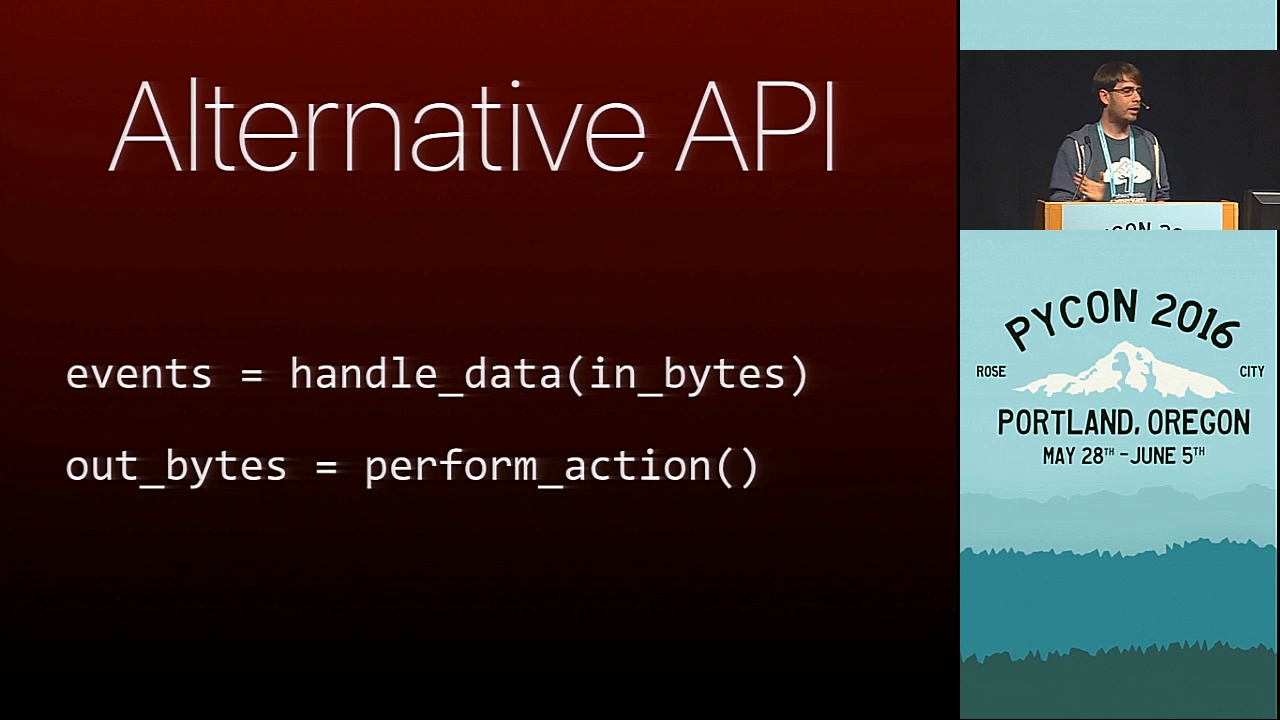 Alternative API
events = handle_data(in_bytes)
out_bytes = perform_action()
PYCON 2016
ROSE CITY
PORTLAND, OREGON
MAY 28TH - JUNE 5TH